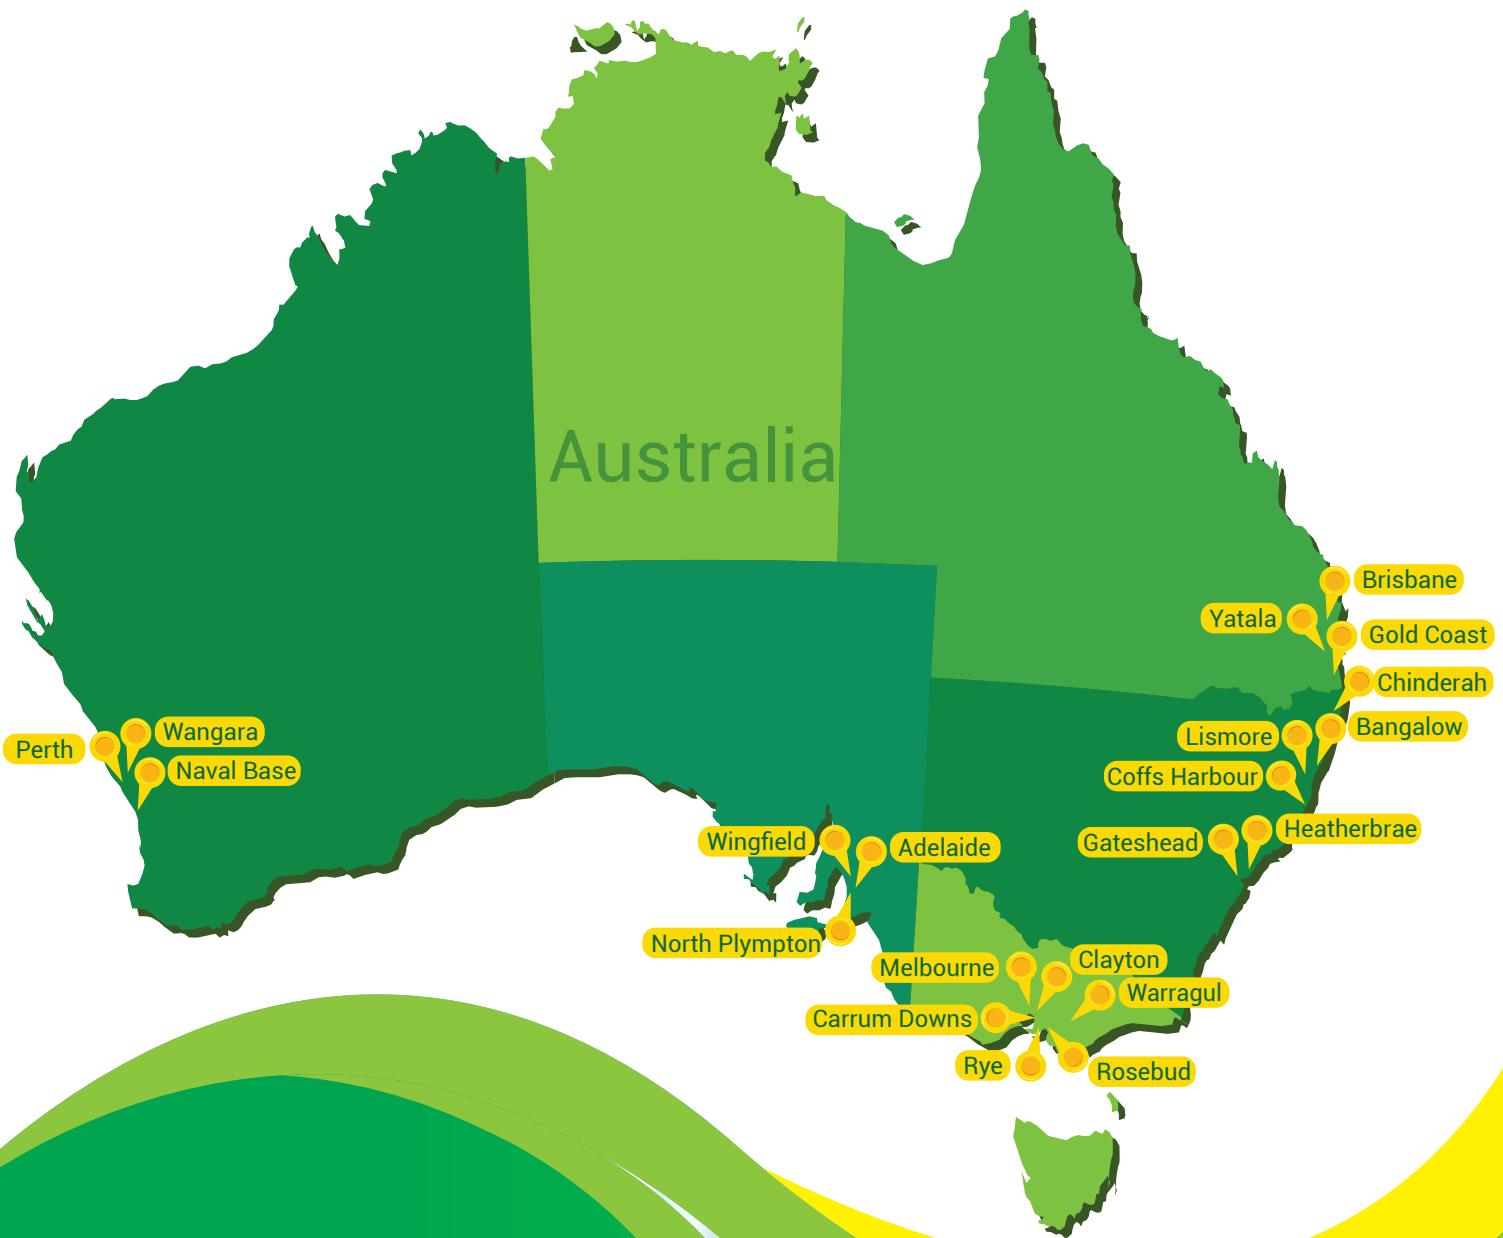 Australia
Brisbane
Yatala
Gold Coast
Chinderah
Bangalow
Lismore
Coffs Harbour
Heatherbrae
Gateshead
Perth
Wangara
Naval Base
Wingfield
Adelaide
North Plympton
Melbourne
Clayton
Warragul
Carrum Downs
Rye
Rosebud